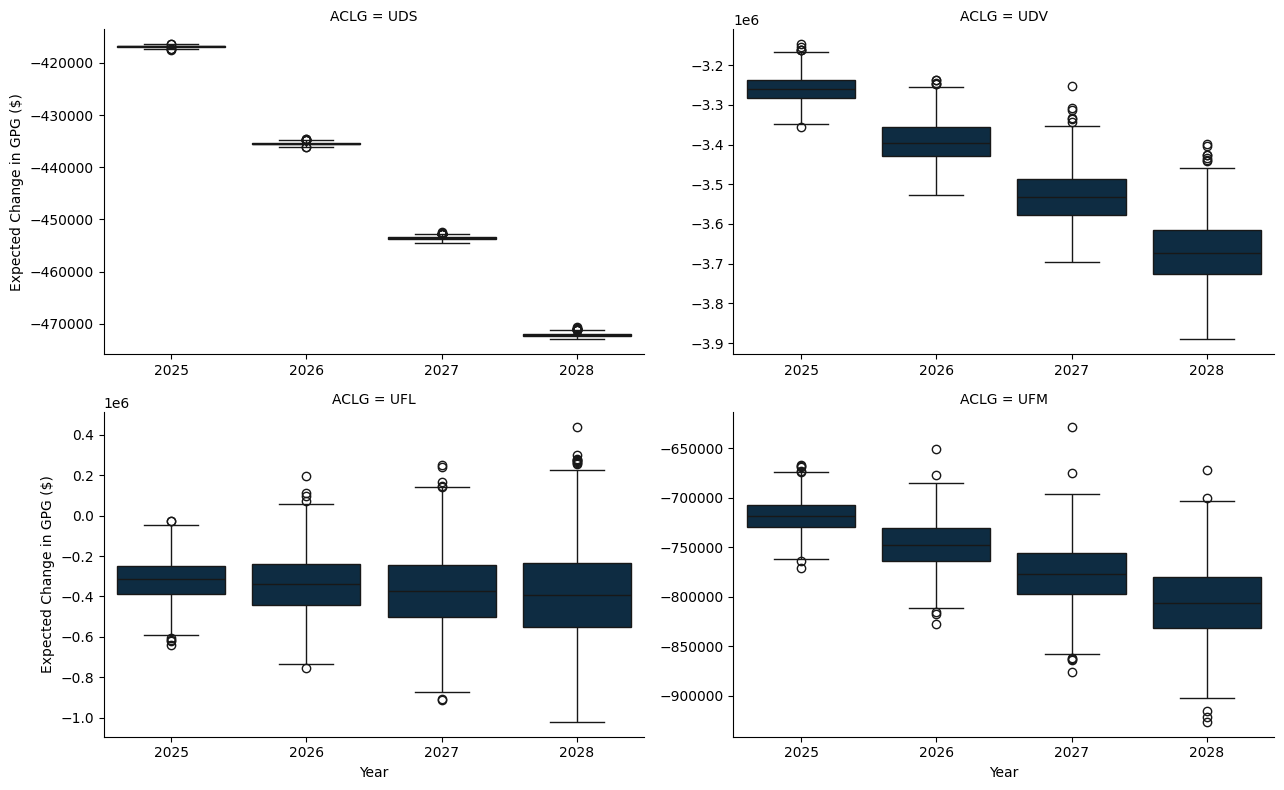 ACLG = UDS
Expected Change in GPG ($)
−420000
−430000
−440000
−450000
−460000
−470000
2025 2026 2027 2028
ACLG = UDV
1e6
−3.2
−3.3
−3.4
−3.5
−3.6
−3.7
−3.8
−3.9
2025 2026 2027 2028
ACLG = UFL
1e6
Expected Change in GPG ($)
0.4
0.2
0.0
−0.2
−0.4
−0.6
−0.8
−1.0
2025 2026 2027 2028
Year
ACLG = UFM
−650000
−700000
−750000
−800000
−850000
−900000
2025 2026 2027 2028
Year